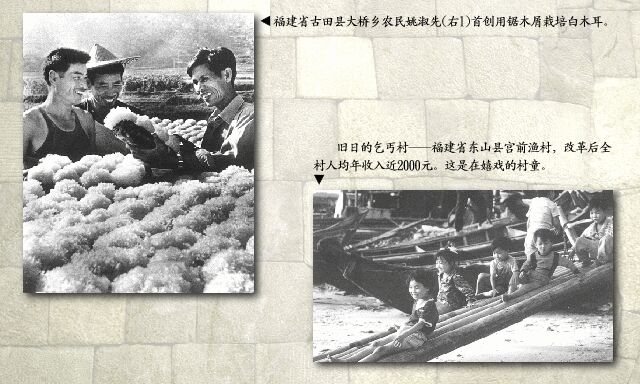 福建省古田县大桥乡农民姚淑先(右1)首创用锯木屑栽培白木耳。
旧日的乞丐村——福建省东山县宫前渔村，改革后全
村人均年收入近2000元。这是在嬉戏的村童。